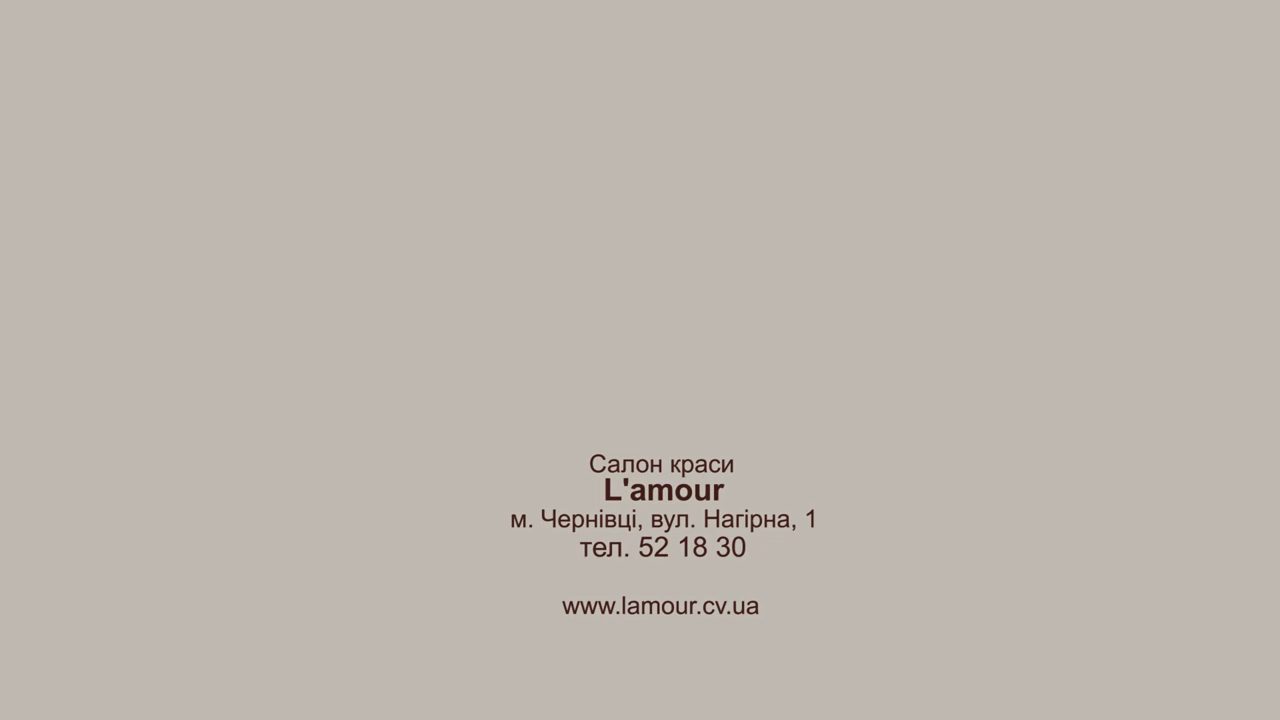 Салон краси
L'amour
м. Чернівці, вул. Нагірна, 1
тел. 52 18 30
www.lamour.cv.ua